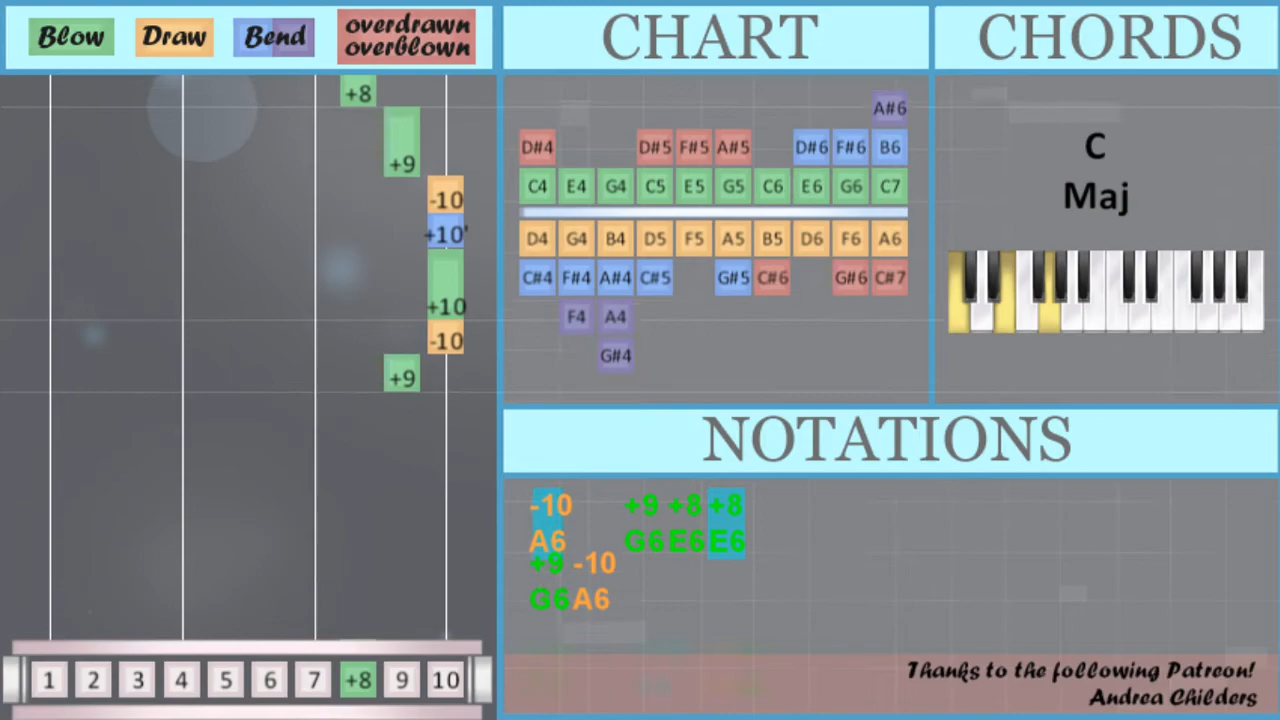 Blow Draw Bend overdrawn
overblown
CHART
CHORDS
+8
+9
-10
+10'
+10
-10
+9
A#6
D#4 D#5 F#5 A#5 D#6 F#6 B6
C4 E4 G4 C5 E5 G5 C6 E6 G6 C7
D4 G4 B4 D5 F5 A5 B5 D6 F6 A6
C#4 F#4 A#4 C#5 G#5 C#6 G#6 C#7
F4 A4
G#4
C
Maj
NOTATIONS
-10 +9 +8 +8
A6 G6 E6 E6
+9 -10
G6 A6
1 2 3 4 5 6 7 +8 9 10
Thanks to the following Patreon!
Andrea Childers